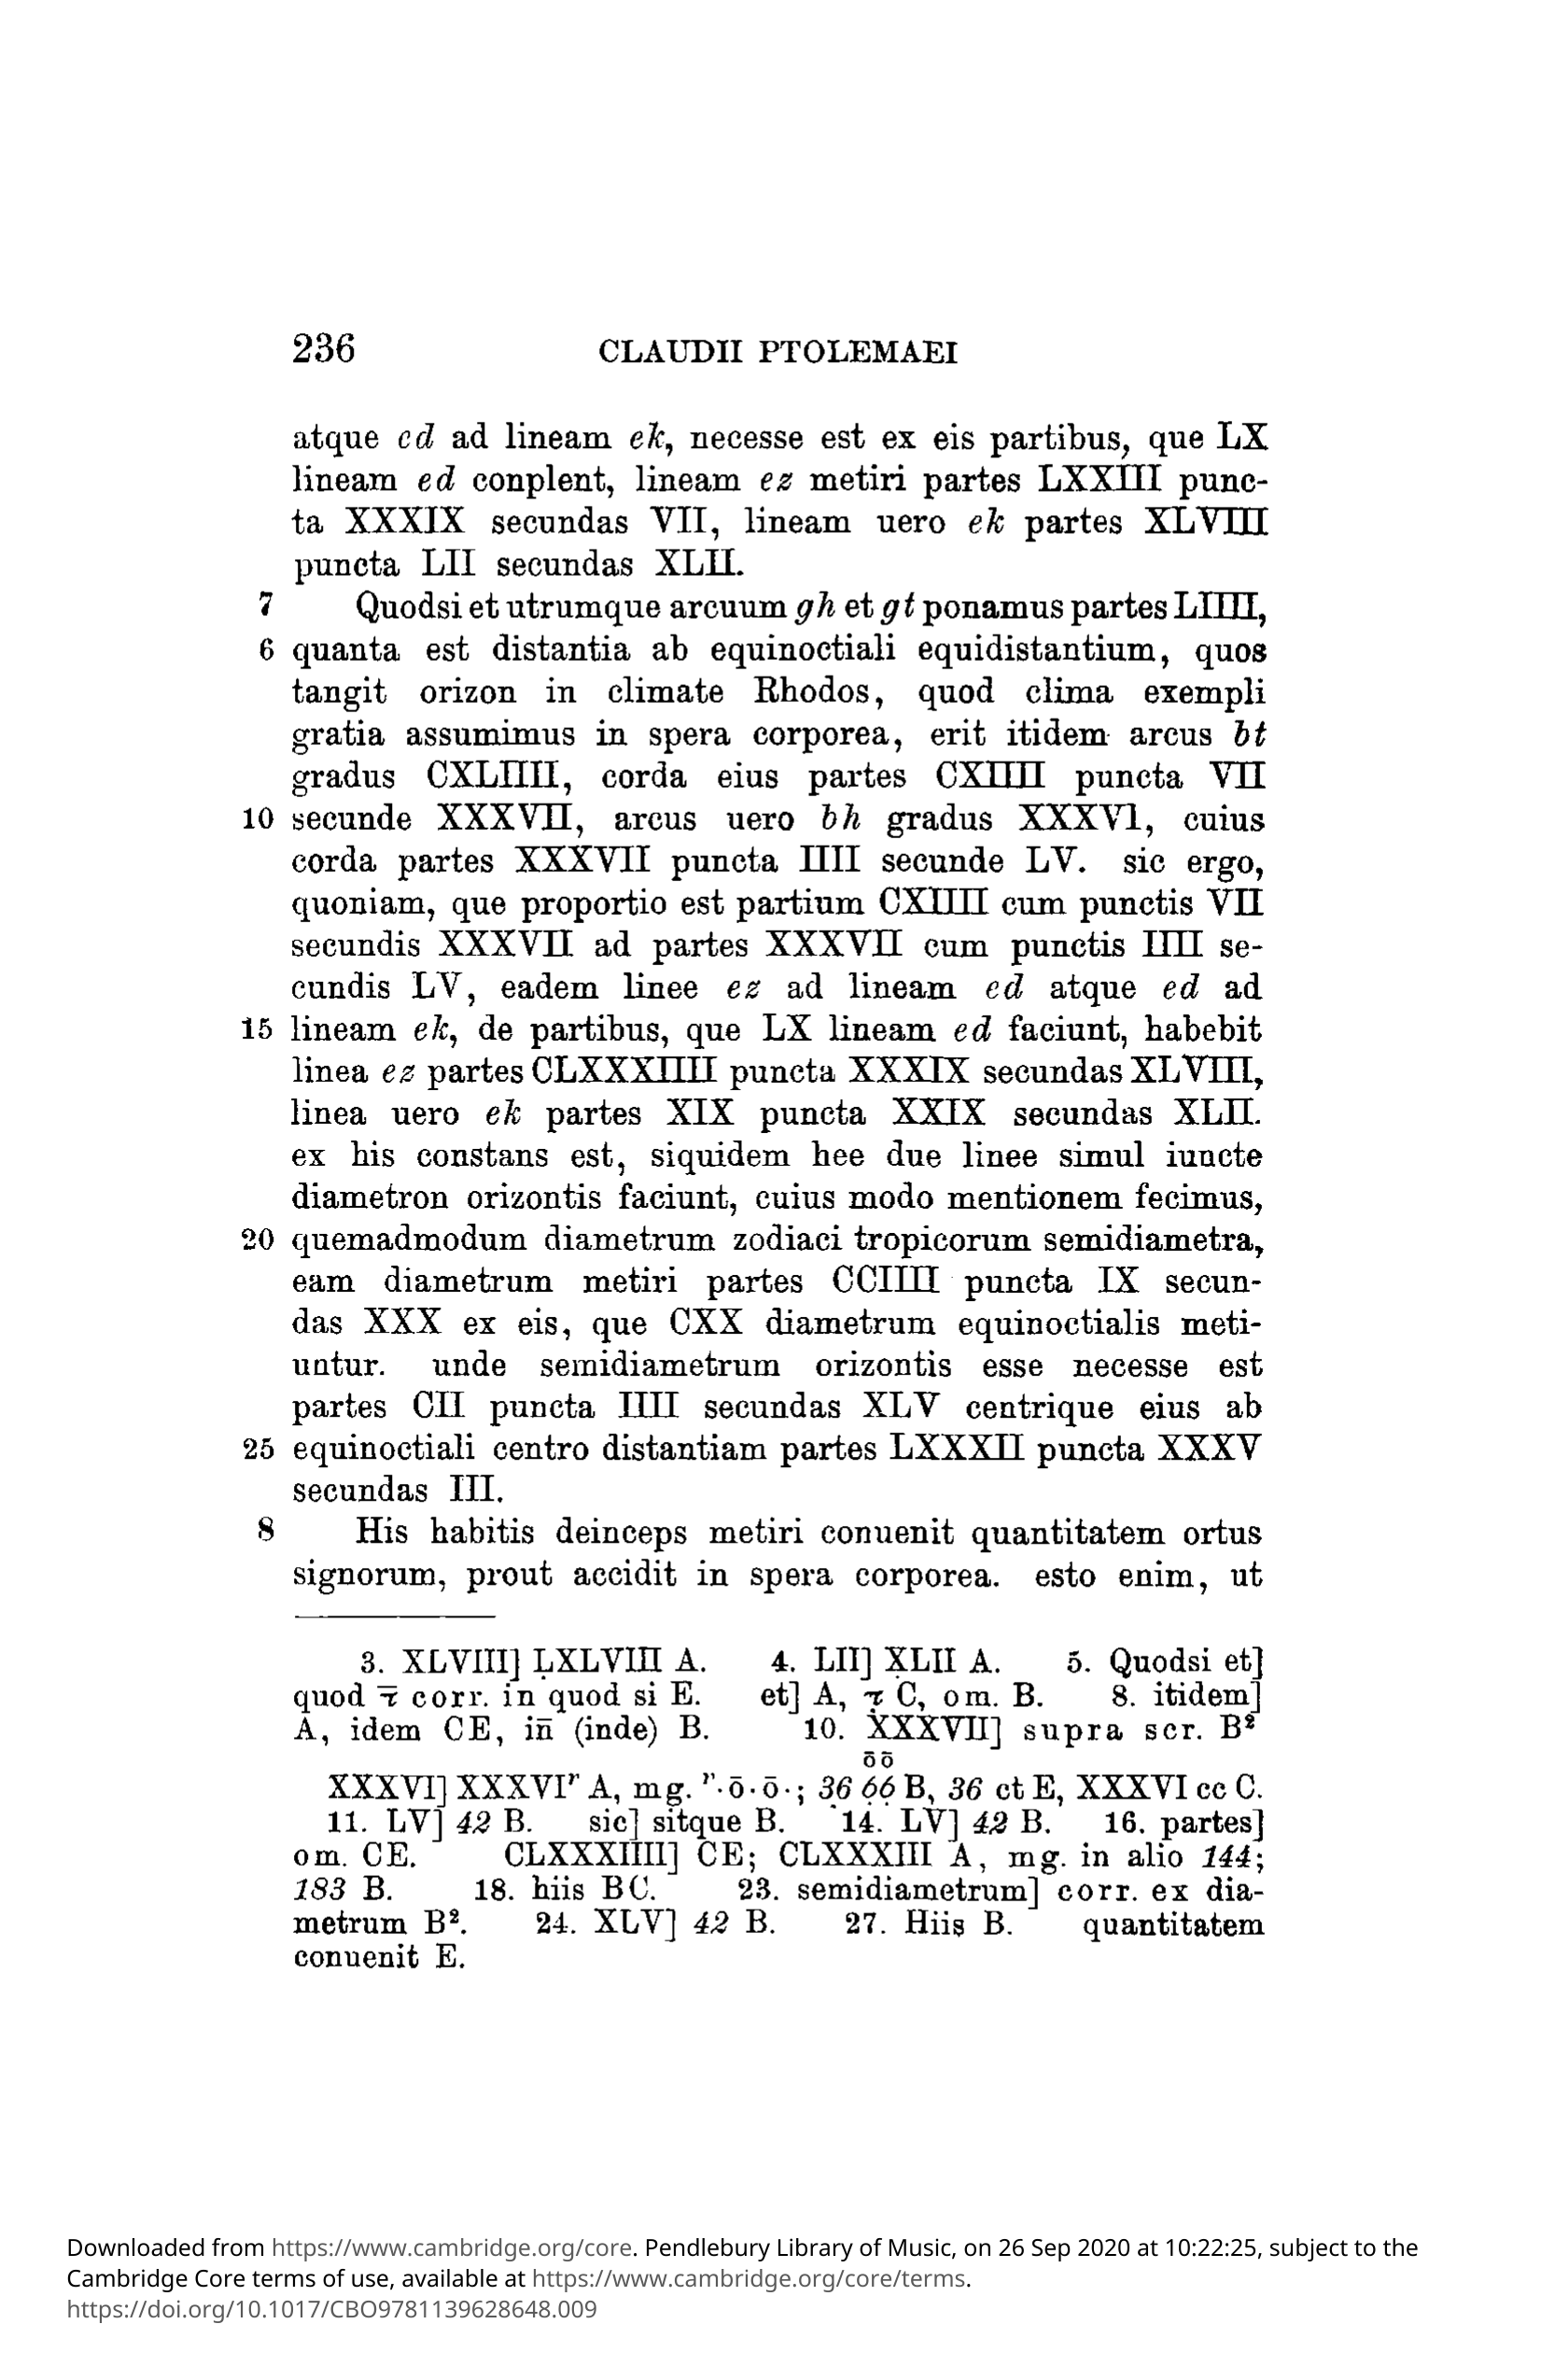 236 CLAUDII PTOLEMAEI
atque cd ad lineam ek, necesse est ex eis partibus, que LX
lineam ed conplent, lineam ez metiri partes LXXIII punc-
ta XXXIX secundas VII, lineam uero ek partes XLVIII
puncta LII secundas XLII.
7 Quodsi et utrumque arcuum gh et gt ponamus partes LIIII,
6 quanta est distantia ab equinoctiali equidistantium, quos
tangit orizon in climate Rhodos, quod clima exempli
gratia assumimus in spera corporea, erit itidem arcus bt
gradus CXLIIII, corda eius partes CXIIII puncta VII
10 secunde XXXVII, arcus uero bh gradus XXXVI, cuius
corda partes XXXVII puncta IIII secunde LV. sic ergo,
quoniam, que proportio est partium CXIIII cum punctis VII
secundis XXXVII ad partes XXXVII cum punctis IIII se-
cundis LV, eadem linee ez ad lineam ed atque ed ad
15 lineam ek, de partibus, que LX lineam ed faciunt, habebit
linea ez partes CLXXXIIII puncta XXXIX secundas XLVIII,
linea uero ek partes XIX puncta XXIX secundas XLII.
ex his constans est, siquidem hee due linee simul iuncte
diametron orizontis faciunt, cuius modo mentionem fecimus,
20 quemadmodum diametrum zodiaci tropicorum semidiametra,
eam diametrum metiri partes CCIIII puncta IX secun-
das XXX ex eis, que CXX diametrum equinoctialis meti-
untur. unde semidiametrum orizontis esse necesse est
partes CII puncta IIII secundas XLV centrique eius ab
25 equinoctiali centro distantiam partes LXXXII puncta XXXV
secundas III.
8 His habitis deinceps metiri conuenit quantitatem ortus
signorum, prout accidit in spera corporea. esto enim, ut
3. XLVIII] ḶXLVIII A. 4. LII] ẊLII A. 5. Quodsi et]
quod ⁊̄ corr. in quod si E. et] A, ⁊ C, om. B. 8. itidem]
A, idem CE, in̄ (inde) B. 10. XXXVII] supra scr. B²
ōō
XXXVI] XXXVIʳ A, mg. ʳ·ō·ō·; 36 66 B, 36 ct E, XXXVI cc C.
11. LV] 42 B. sic] sitque B. 14. LV] 42 B. 16. partes]
om. CE. CLXXXIIII] CE; CLXXXIII A, mg. in alio 144;
183 B. 18. hiis BC. 23. semidiametrum] corr. ex dia-
metrum B². 24. XLV] 42 B. 27. Hiis B. quantitatem
conuenit E.
Downloaded from https://www.cambridge.org/core. Pendlebury Library of Music, on 26 Sep 2020 at 10:22:25, subject to the
Cambridge Core terms of use, available at https://www.cambridge.org/core/terms.
https://doi.org/10.1017/CBO9781139628648.009